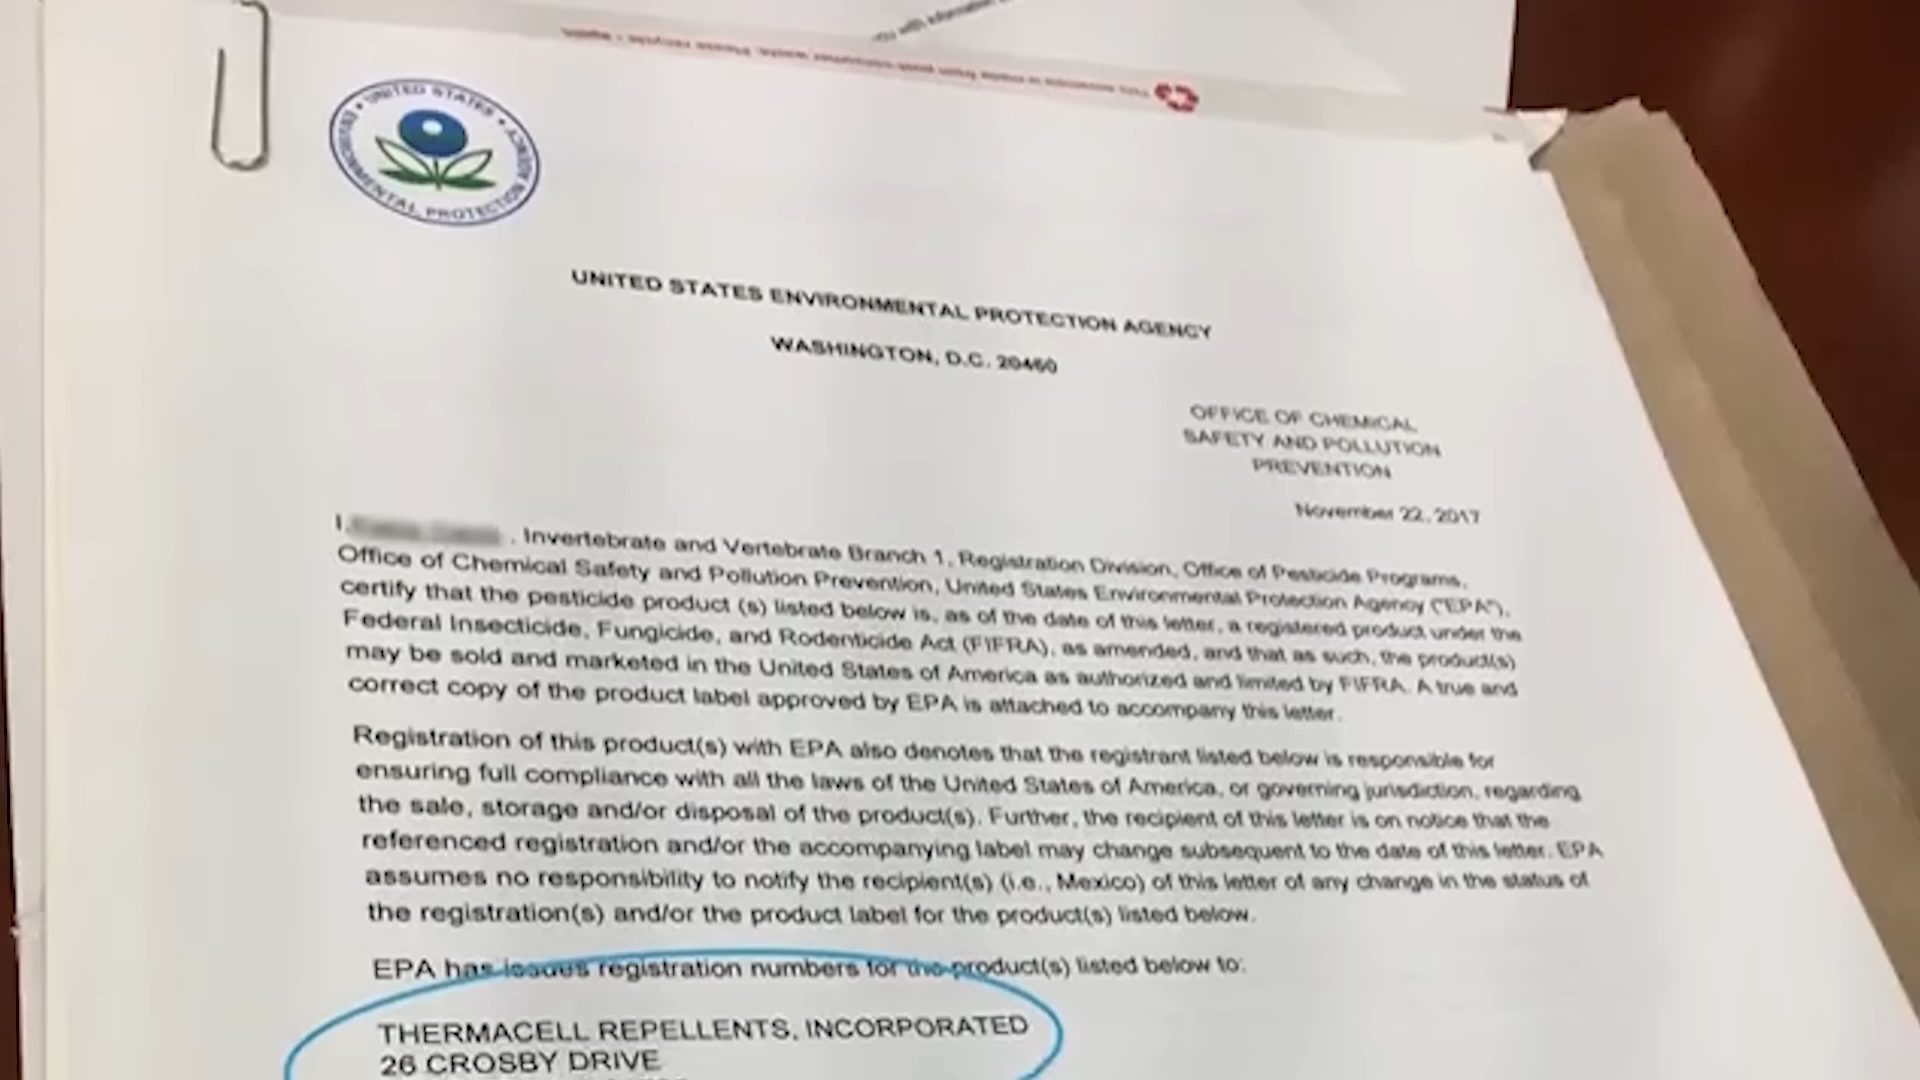 you with information
UNITED STATES
ENVIRONMENTAL PROTECTION AGENCY
UNITED STATES ENVIRONMENTAL PROTECTION AGENCY
WASHINGTON, D.C. 20460
OFFICE OF CHEMICAL
SAFETY AND POLLUTION
PREVENTION
November 22, 2017
I, , Invertebrate and Vertebrate Branch 1, Registration Division, Office of Pesticide Programs,
Office of Chemical Safety and Pollution Prevention, United States Environmental Protection Agency ("EPA"),
certify that the pesticide product (s) listed below is, as of the date of this letter, a registered product under the
Federal Insecticide, Fungicide, and Rodenticide Act (FIFRA), as amended, and that as such, the product(s)
may be sold and marketed in the United States of America as authorized and limited by FIFRA. A true and
correct copy of the product label approved by EPA is attached to accompany this letter.
Registration of this product(s) with EPA also denotes that the registrant listed below is responsible for
ensuring full compliance with all the laws of the United States of America, or governing jurisdiction, regarding
the sale, storage and/or disposal of the product(s). Further, the recipient of this letter is on notice that the
referenced registration and/or the accompanying label may change subsequent to the date of this letter. EPA
assumes no responsibility to notify the recipient(s) (i.e., Mexico) of this letter of any change in the status of
the registration(s) and/or the product label for the product(s) listed below.
EPA has issues registration numbers for the product(s) listed below to:
THERMACELL REPELLENTS, INCORPORATED
26 CROSBY DRIVE